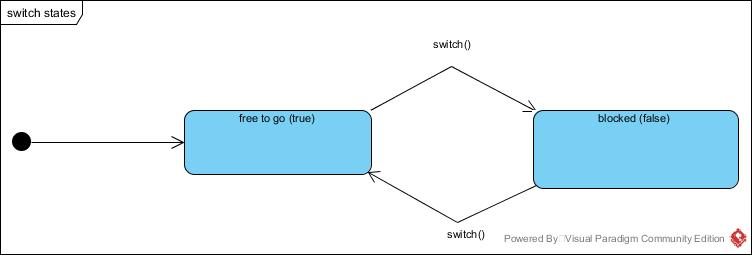 switch states
switch()
free to go (true)
blocked (false)
switch()
Powered By Visual Paradigm Community Edition